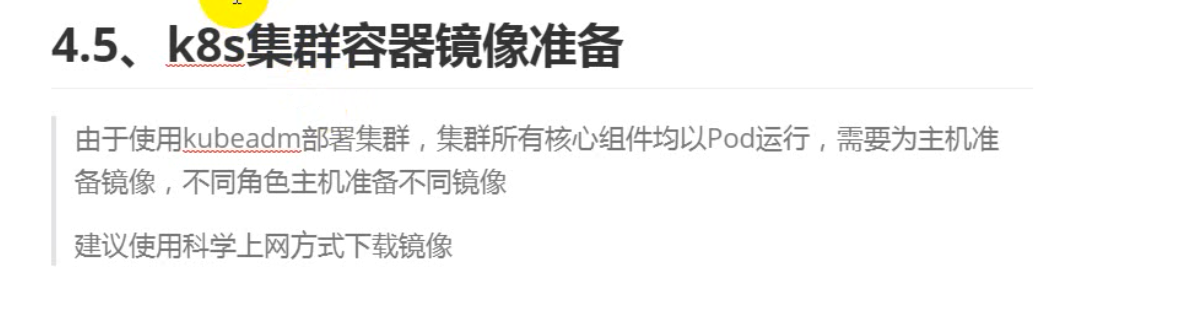 4.5、k8s集群容器镜像准备
由于使用kubeadm部署集群，集群所有核心组件均以Pod运行，需要为主机准
备镜像，不同角色主机准备不同镜像
建议使用科学上网方式下载镜像